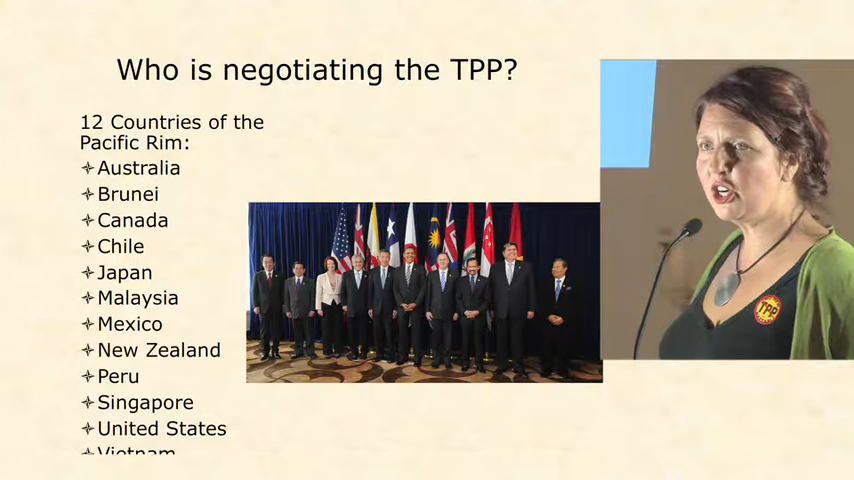 Who is negotiating the TPP?
12 Countries of the
Pacific Rim:
Australia
Brunei
Canada
Chile
Japan
Malaysia
Mexico
New Zealand
Peru
Singapore
United States
Vietnam
TPP